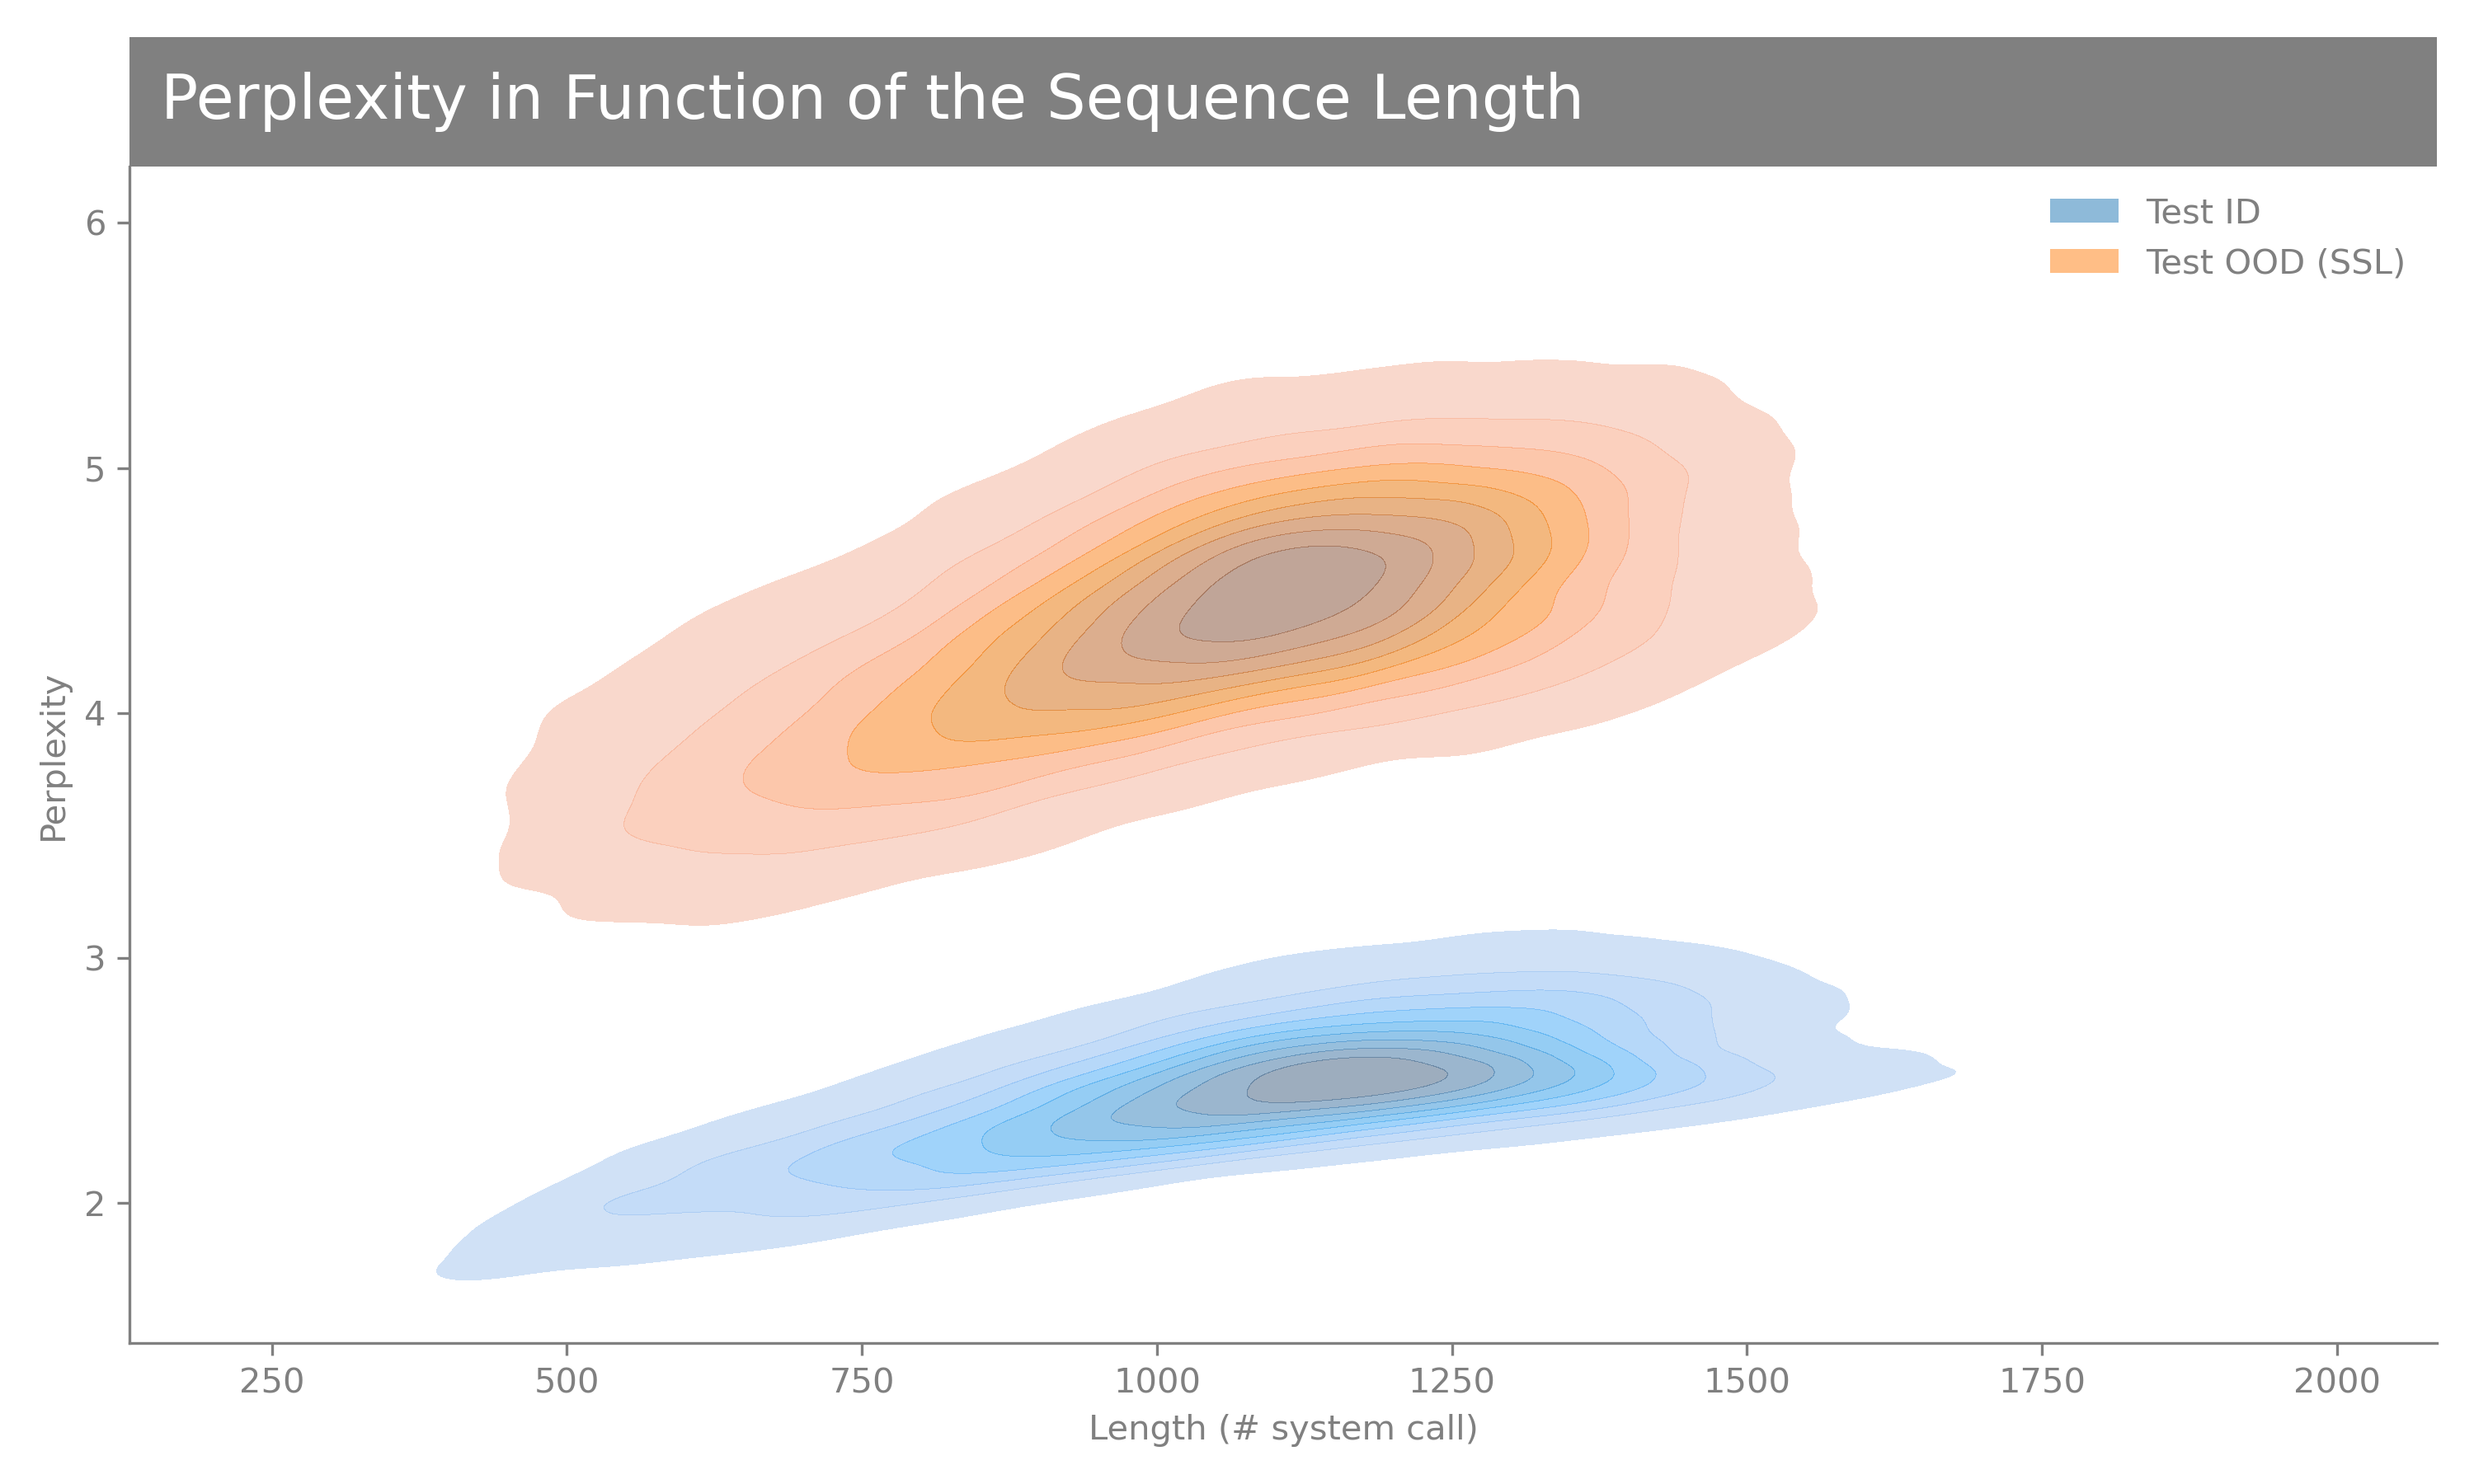 Perplexity in Function of the Sequence Length
Test ID
Test OOD (SSL)
6
5
4
3
2
Perplexity
250 500 750 1000 1250 1500 1750 2000
Length (# system call)